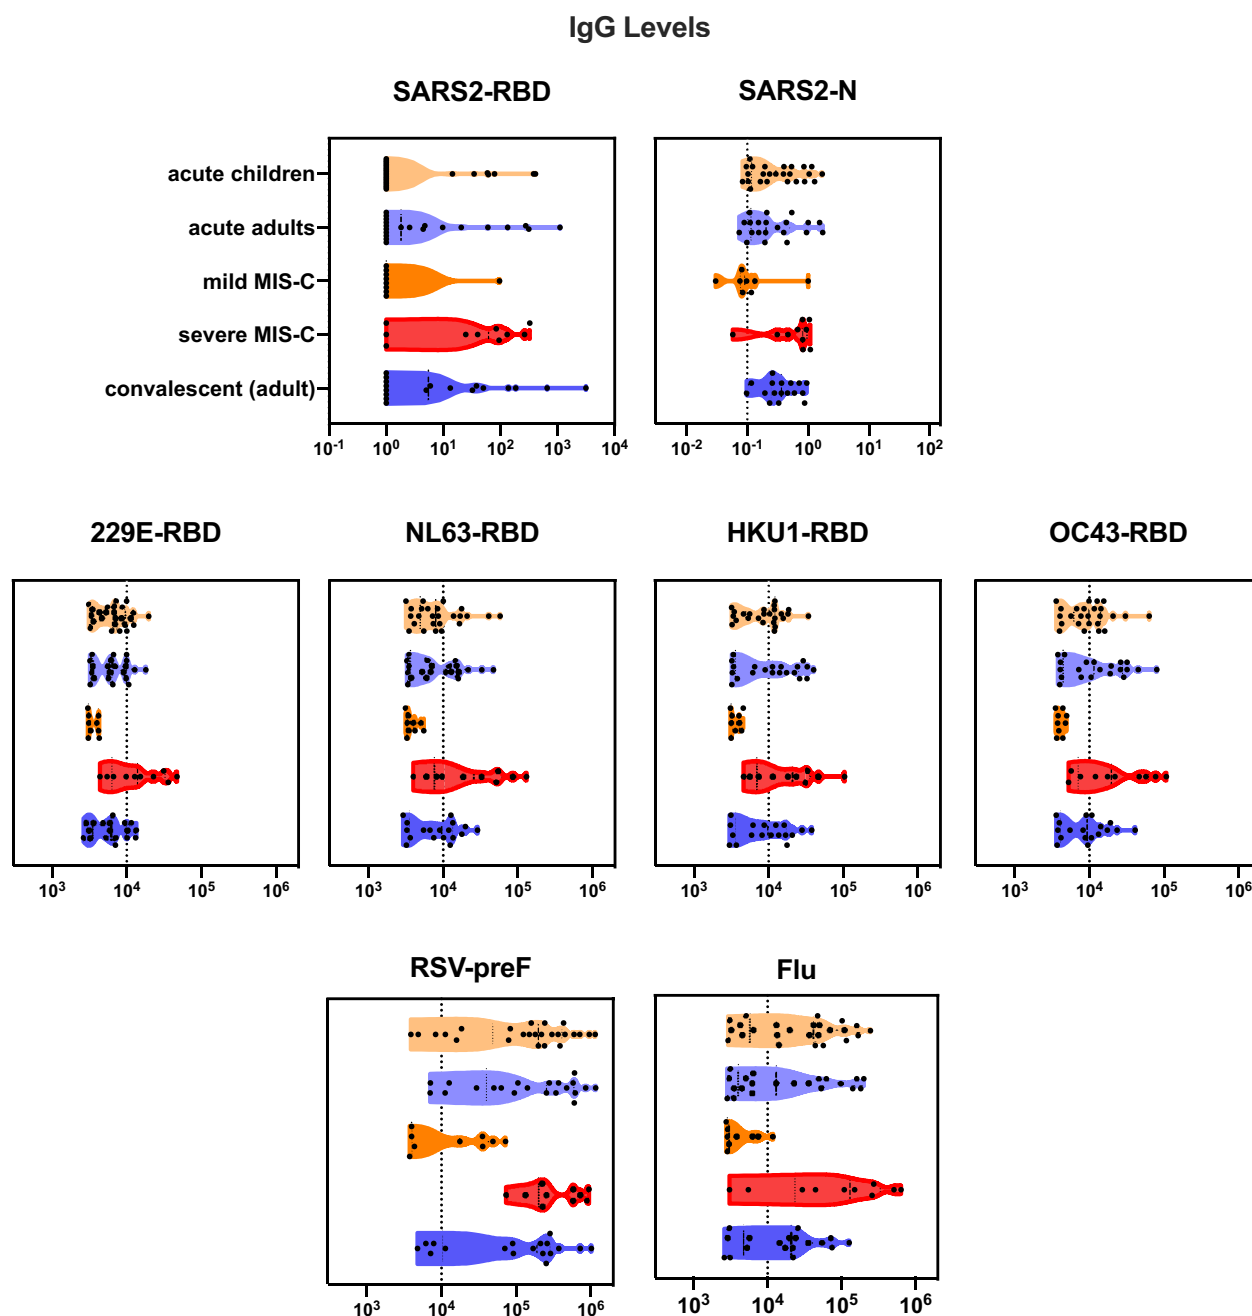 IgG Levels
SARS2-RBD
SARS2-N
acute children
acute adults
mild MIS-C
severe MIS-C
convalescent (adult)
10-1 100 101 102 103 104
10-2 10-1 100 101 102
229E-RBD
NL63-RBD
HKU1-RBD
OC43-RBD
103 104 105 106
103 104 105 106
103 104 105 106
103 104 105 106
RSV-preF
Flu
103 104 105 106
103 104 105 106